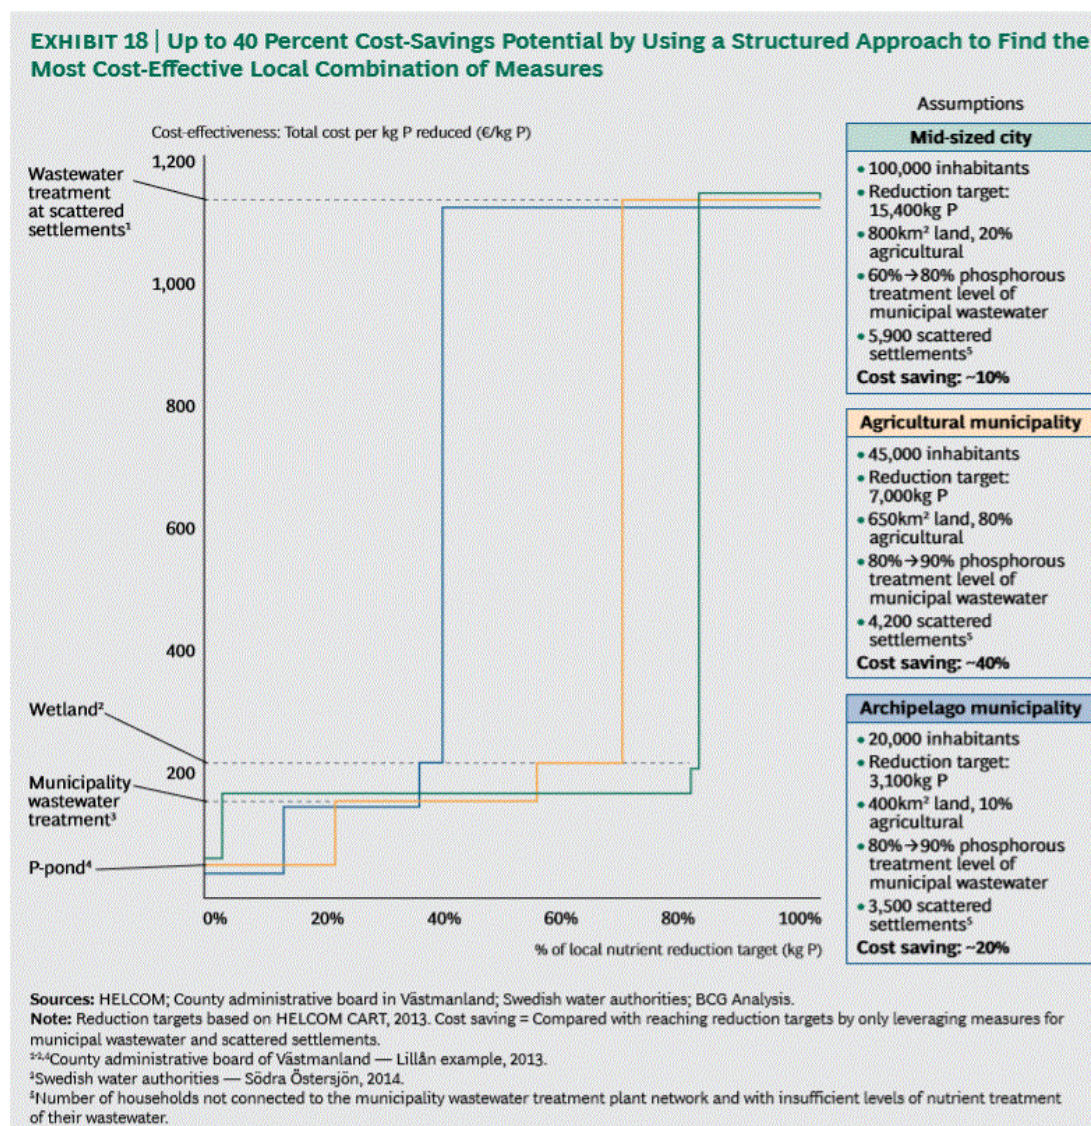 EXHIBIT 18 | Up to 40 Percent Cost-Savings Potential by Using a Structured Approach to Find the
Most Cost-Effective Local Combination of Measures
Cost-effectiveness: Total cost per kg P reduced (€/kg P)
1,200
1,000
800
600
400
200
Wastewater
treatment
at scattered
settlements¹
Wetland²
Municipality
wastewater
treatment³
P-pond⁴
0%
20%
40%
60%
80%
100%
% of local nutrient reduction target (kg P)
Assumptions
Mid-sized city
• 100,000 inhabitants
• Reduction target:
15,400kg P
• 800km² land, 20%
agricultural
• 60%→80% phosphorous
treatment level of
municipal wastewater
• 5,900 scattered
settlements⁵
Cost saving: ~10%
Agricultural municipality
• 45,000 inhabitants
• Reduction target:
7,000kg P
• 650km² land, 80%
agricultural
• 80%→90% phosphorous
treatment level of
municipal wastewater
• 4,200 scattered
settlements⁵
Cost saving: ~40%
Archipelago municipality
• 20,000 inhabitants
• Reduction target:
3,100kg P
• 400km² land, 10%
agricultural
• 80%→90% phosphorous
treatment level of
municipal wastewater
• 3,500 scattered
settlements⁵
Cost saving: ~20%
Sources: HELCOM; County administrative board in Västmanland; Swedish water authorities; BCG Analysis.
Note: Reduction targets based on HELCOM CART, 2013. Cost saving = Compared with reaching reduction targets by only leveraging measures for
municipal wastewater and scattered settlements.
¹⁻²,⁴County administrative board of Västmanland — Lillån example, 2013.
³Swedish water authorities — Södra Östersjön, 2014.
⁵Number of households not connected to the municipality wastewater treatment plant network and with insufficient levels of nutrient treatment
of their wastewater.